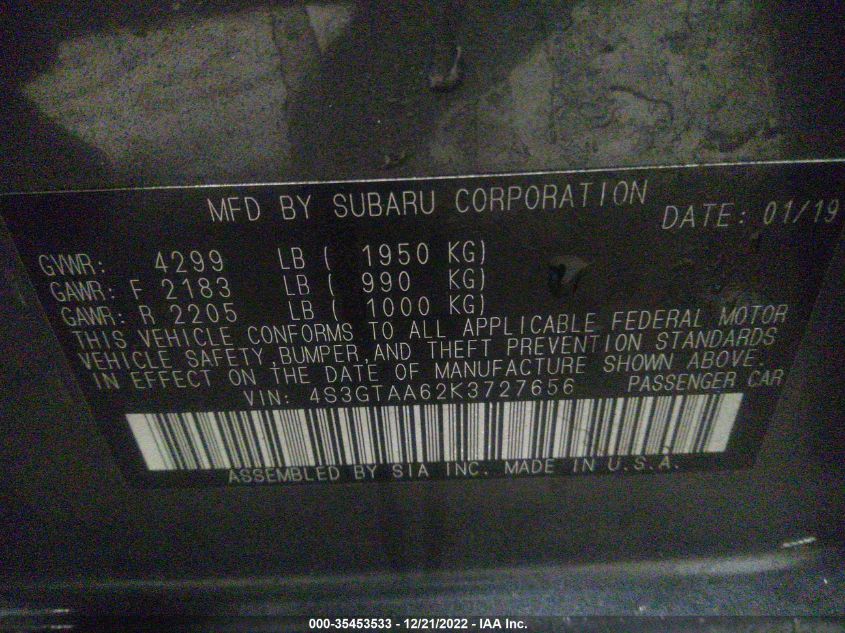 MFD BY SUBARU CORPORATION DATE: 01/19
GVWR: 4299 LB ( 1950 KG)
GAWR: F 2183 LB ( 990 KG)
GAWR: R 2205 LB ( 1000 KG)
THIS VEHICLE CONFORMS TO ALL APPLICABLE FEDERAL MOTOR
VEHICLE SAFETY,BUMPER,AND THEFT PREVENTION STANDARDS
IN EFFECT ON THE DATE OF MANUFACTURE SHOWN ABOVE.
VIN: 4S3GTAA62K3727656 PASSENGER CAR
ASSEMBLED BY SIA INC. MADE IN U.S.A.
000-35453533 - 12/21/2022 - IAA Inc.